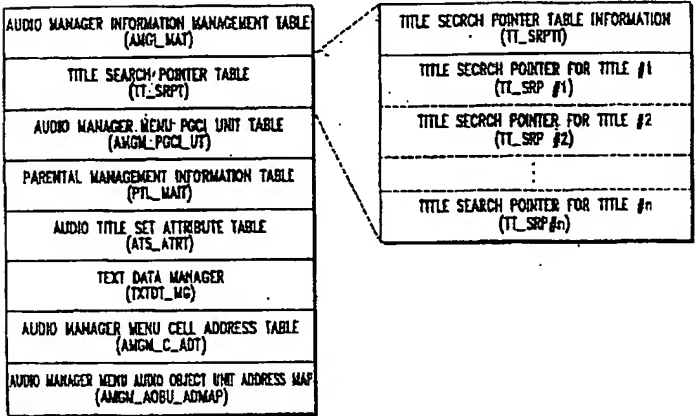 AUDIO MANAGER INFORMATION MANAGEMENT TABLE
(AMGI_MAT)
TITLE SEARCH POINTER TABLE
(TT_SRPT)
AUDIO MANAGER MENU PGCI UNIT TABLE
(AMGM_PGCI_UT)
PARENTAL MANAGEMENT INFORMATION TABLE
(PTL_MAIT)
AUDIO TITLE SET ATTRIBUTE TABLE
(ATS_ATRT)
TEXT DATA MANAGER
(TXTDT_MG)
AUDIO MANAGER MENU CELL ADDRESS TABLE
(AMGM_C_ADT)
AUDIO MANAGER MENU AUDIO OBJECT UNIT ADDRESS MAP
(AMGM_AOBU_ADMAP)
TITLE SECRCH POINTER TABLE INFORMATION
(TT_SRPTI)
TITLE SECRCH POINTER FOR TITLE #1
(TT_SRP #1)
TITLE SECRCH POINTER FOR TITLE #2
(TT_SRP #2)
⋮
TITLE SEARCH POINTER FOR TITLE #n
(TT_SRP#n)